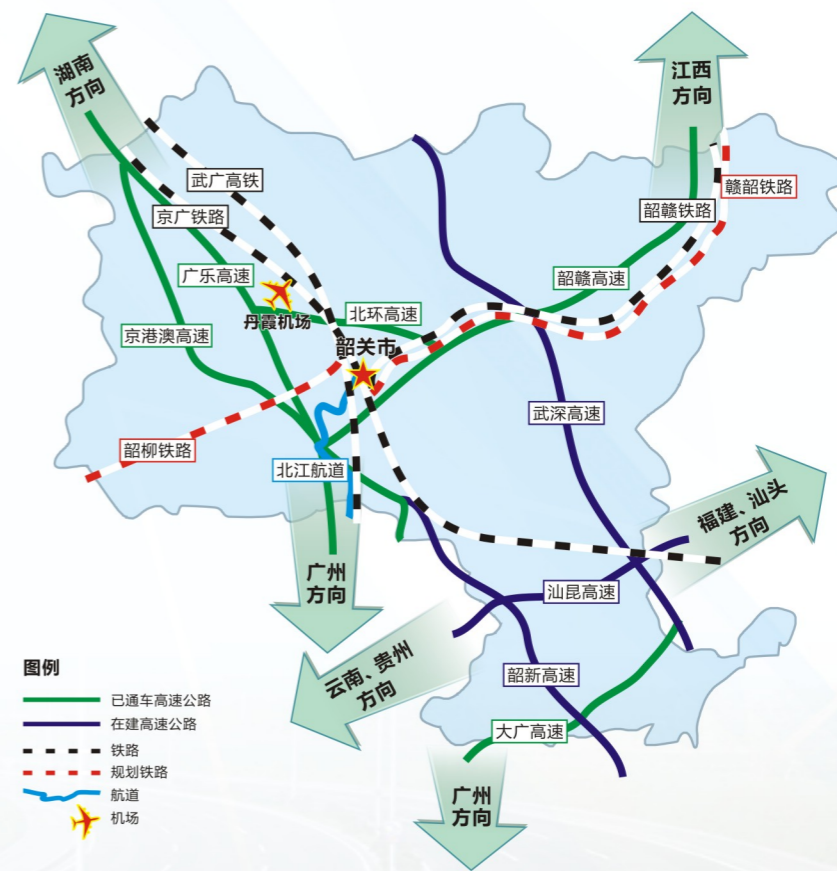 湖南
方向
江西
方向
武广高铁
赣韶铁路
京广铁路
韶赣铁路
广乐高速
韶赣高速
北环高速
丹霞机场
京港澳高速
韶关市
武深高速
韶柳铁路
北江航道
福建、汕头
方向
广州
方向
汕昆高速
云南、贵州
方向
韶新高速
大广高速
广州
方向
图例
已通车高速公路
在建高速公路
铁路
规划铁路
航道
机场